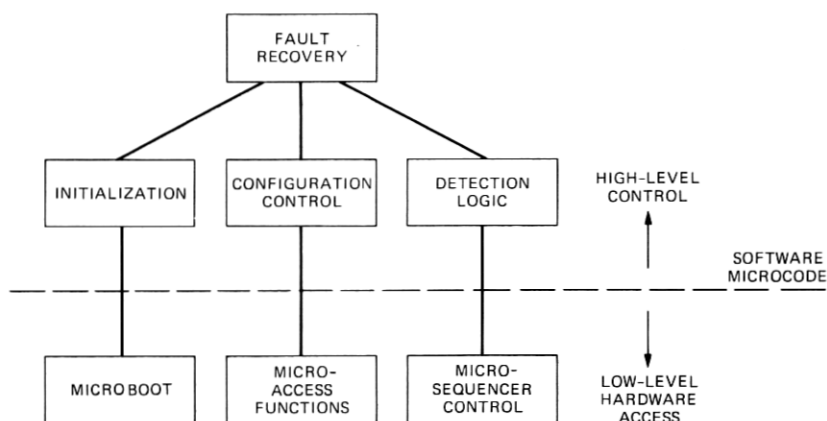 FAULT
RECOVERY
INITIALIZATION
CONFIGURATION
CONTROL
DETECTION
LOGIC
HIGH-LEVEL
CONTROL
SOFTWARE
MICROCODE
MICROBOOT
MICRO-
ACCESS
FUNCTIONS
MICRO-
SEQUENCER
CONTROL
LOW-LEVEL
HARDWARE
ACCESS